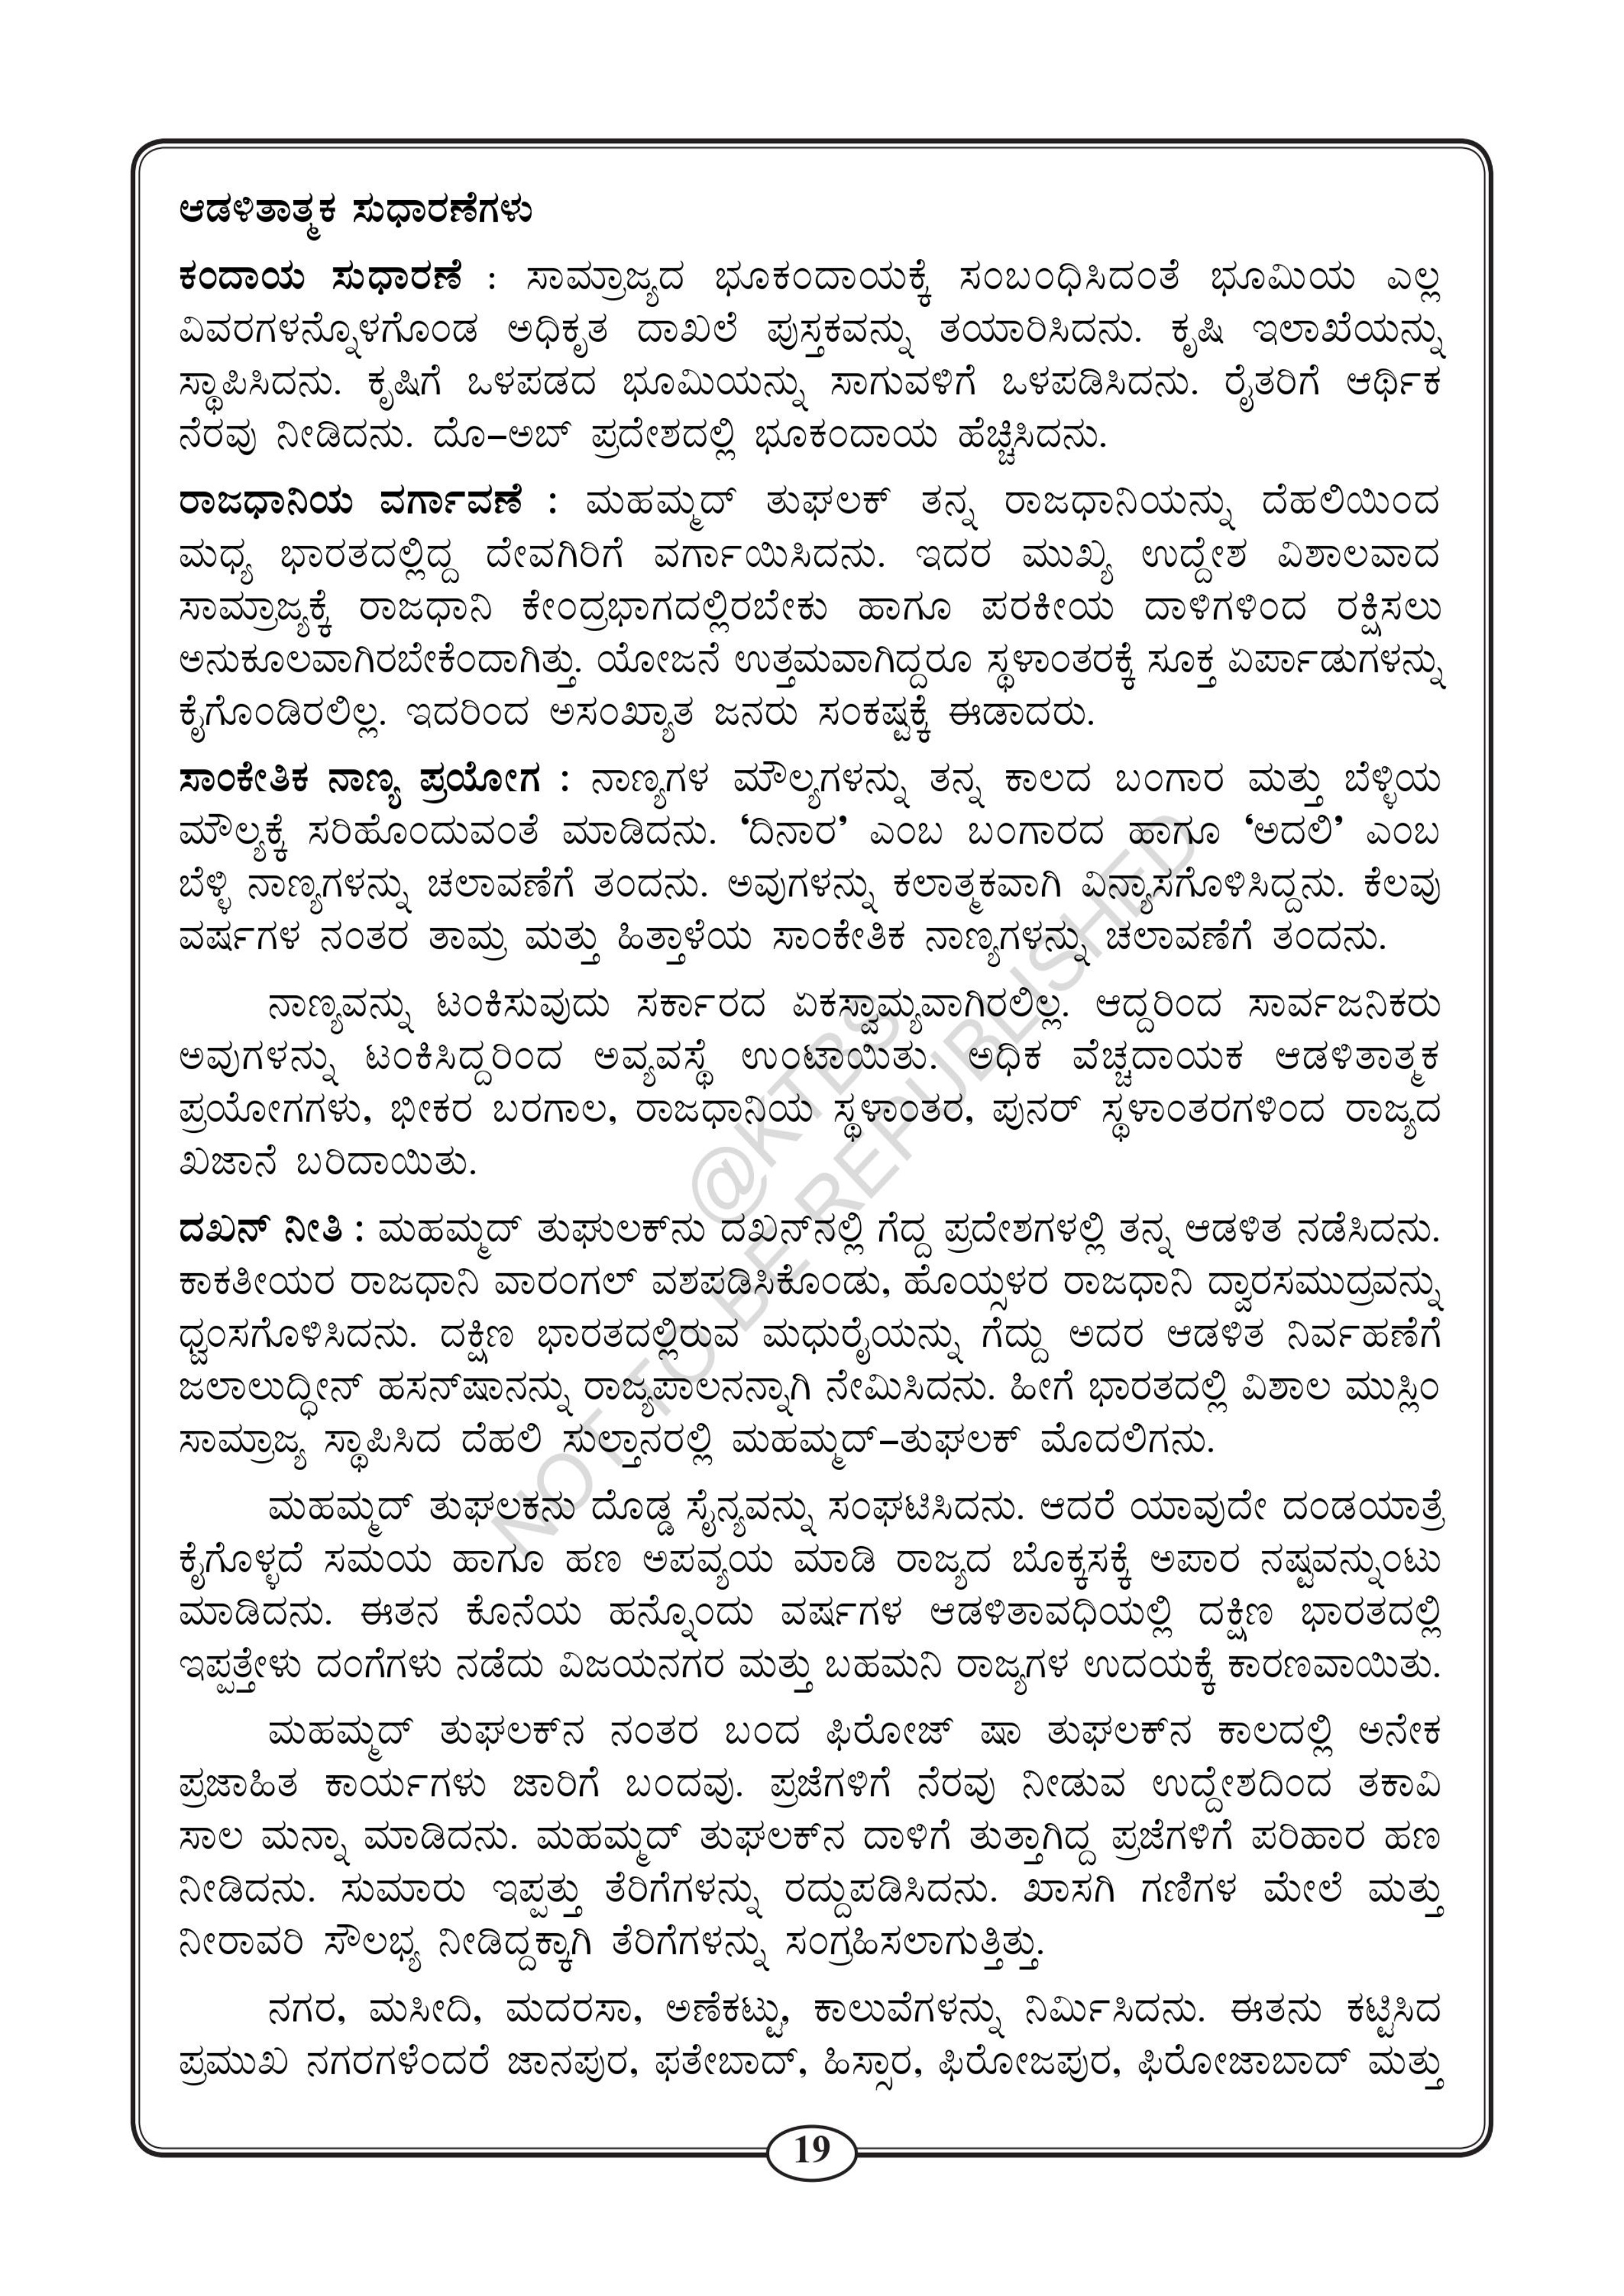 ಆಡಳಿತಾತ್ಮಕ ಸುಧಾರಣೆಗಳು
ಕಂದಾಯ ಸುಧಾರಣೆ : ಸಾಮ್ರಾಜ್ಯದ ಭೂಕಂದಾಯಕ್ಕೆ ಸಂಬಂಧಿಸಿದಂತೆ ಭೂಮಿಯ ಎಲ್ಲ
ವಿವರಗಳನ್ನೊಳಗೊಂಡ ಅಧಿಕೃತ ದಾಖಲೆ ಪುಸ್ತಕವನ್ನು ತಯಾರಿಸಿದನು. ಕೃಷಿ ಇಲಾಖೆಯನ್ನು
ಸ್ಥಾಪಿಸಿದನು. ಕೃಷಿಗೆ ಒಳಪಡದ ಭೂಮಿಯನ್ನು ಸಾಗುವಳಿಗೆ ಒಳಪಡಿಸಿದನು. ರೈತರಿಗೆ ಆರ್ಥಿಕ
ನೆರವು ನೀಡಿದನು. ದೊ–ಅಬ್ ಪ್ರದೇಶದಲ್ಲಿ ಭೂಕಂದಾಯ ಹೆಚ್ಚಿಸಿದನು.
ರಾಜಧಾನಿಯ ವರ್ಗಾವಣೆ : ಮಹಮ್ಮದ್ ತುಘಲಕ್ ತನ್ನ ರಾಜಧಾನಿಯನ್ನು ದೆಹಲಿಯಿಂದ
ಮಧ್ಯ ಭಾರತದಲ್ಲಿದ್ದ ದೇವಗಿರಿಗೆ ವರ್ಗಾಯಿಸಿದನು. ಇದರ ಮುಖ್ಯ ಉದ್ದೇಶ ವಿಶಾಲವಾದ
ಸಾಮ್ರಾಜ್ಯಕ್ಕೆ ರಾಜಧಾನಿ ಕೇಂದ್ರಭಾಗದಲ್ಲಿರಬೇಕು ಹಾಗೂ ಪರಕೀಯ ದಾಳಿಗಳಿಂದ ರಕ್ಷಿಸಲು
ಅನುಕೂಲವಾಗಿರಬೇಕೆಂದಾಗಿತ್ತು. ಯೋಜನೆ ಉತ್ತಮವಾಗಿದ್ದರೂ ಸ್ಥಳಾಂತರಕ್ಕೆ ಸೂಕ್ತ ಏರ್ಪಾಡುಗಳನ್ನು
ಕೈಗೊಂಡಿರಲಿಲ್ಲ. ಇದರಿಂದ ಅಸಂಖ್ಯಾತ ಜನರು ಸಂಕಷ್ಟಕ್ಕೆ ಈಡಾದರು.
ಸಾಂಕೇತಿಕ ನಾಣ್ಯ ಪ್ರಯೋಗ : ನಾಣ್ಯಗಳ ಮೌಲ್ಯಗಳನ್ನು ತನ್ನ ಕಾಲದ ಬಂಗಾರ ಮತ್ತು ಬೆಳ್ಳಿಯ
ಮೌಲ್ಯಕ್ಕೆ ಸರಿಹೊಂದುವಂತೆ ಮಾಡಿದನು. ‘ದಿನಾರ’ ಎಂಬ ಬಂಗಾರದ ಹಾಗೂ ‘ಅದಲಿ’ ಎಂಬ
ಬೆಳ್ಳಿ ನಾಣ್ಯಗಳನ್ನು ಚಲಾವಣೆಗೆ ತಂದನು. ಅವುಗಳನ್ನು ಕಲಾತ್ಮಕವಾಗಿ ವಿನ್ಯಾಸಗೊಳಿಸಿದ್ದನು. ಕೆಲವು
ವರ್ಷಗಳ ನಂತರ ತಾಮ್ರ ಮತ್ತು ಹಿತ್ತಾಳೆಯ ಸಾಂಕೇತಿಕ ನಾಣ್ಯಗಳನ್ನು ಚಲಾವಣೆಗೆ ತಂದನು.
ನಾಣ್ಯವನ್ನು ಟಂಕಿಸುವುದು ಸರ್ಕಾರದ ಏಕಸ್ವಾಮ್ಯವಾಗಿರಲಿಲ್ಲ. ಆದ್ದರಿಂದ ಸಾರ್ವಜನಿಕರು
ಅವುಗಳನ್ನು ಟಂಕಿಸಿದ್ದರಿಂದ ಅವ್ಯವಸ್ಥೆ ಉಂಟಾಯಿತು. ಅಧಿಕ ವೆಚ್ಚದಾಯಕ ಆಡಳಿತಾತ್ಮಕ
ಪ್ರಯೋಗಗಳು, ಭೀಕರ ಬರಗಾಲ, ರಾಜಧಾನಿಯ ಸ್ಥಳಾಂತರ, ಪುನರ್ ಸ್ಥಳಾಂತರಗಳಿಂದ ರಾಜ್ಯದ
ಖಜಾನೆ ಬರಿದಾಯಿತು.
ದಖನ್ ನೀತಿ : ಮಹಮ್ಮದ್ ತುಘುಲಕ್‌ನು ದಖನ್‌ನಲ್ಲಿ ಗೆದ್ದ ಪ್ರದೇಶಗಳಲ್ಲಿ ತನ್ನ ಆಡಳಿತ ನಡೆಸಿದನು.
ಕಾಕತೀಯರ ರಾಜಧಾನಿ ವಾರಂಗಲ್ ವಶಪಡಿಸಿಕೊಂಡು, ಹೊಯ್ಸಳರ ರಾಜಧಾನಿ ದ್ವಾರಸಮುದ್ರವನ್ನು
ಧ್ವಂಸಗೊಳಿಸಿದನು. ದಕ್ಷಿಣ ಭಾರತದಲ್ಲಿರುವ ಮಧುರೈಯನ್ನು ಗೆದ್ದು ಅದರ ಆಡಳಿತ ನಿರ್ವಹಣೆಗೆ
ಜಲಾಲುದ್ಧೀನ್ ಹಸನ್‌ಷಾನನ್ನು ರಾಜ್ಯಪಾಲನನ್ನಾಗಿ ನೇಮಿಸಿದನು. ಹೀಗೆ ಭಾರತದಲ್ಲಿ ವಿಶಾಲ ಮುಸ್ಲಿಂ
ಸಾಮ್ರಾಜ್ಯ ಸ್ಥಾಪಿಸಿದ ದೆಹಲಿ ಸುಲ್ತಾನರಲ್ಲಿ ಮಹಮ್ಮದ್–ತುಘಲಕ್ ಮೊದಲಿಗನು.
ಮಹಮ್ಮದ್ ತುಘಲಕನು ದೊಡ್ಡ ಸೈನ್ಯವನ್ನು ಸಂಘಟಿಸಿದನು. ಆದರೆ ಯಾವುದೇ ದಂಡಯಾತ್ರೆ
ಕೈಗೊಳ್ಳದೆ ಸಮಯ ಹಾಗೂ ಹಣ ಅಪವ್ಯಯ ಮಾಡಿ ರಾಜ್ಯದ ಬೊಕ್ಕಸಕ್ಕೆ ಅಪಾರ ನಷ್ಟವನ್ನುಂಟು
ಮಾಡಿದನು. ಈತನ ಕೊನೆಯ ಹನ್ನೊಂದು ವರ್ಷಗಳ ಆಡಳಿತಾವಧಿಯಲ್ಲಿ ದಕ್ಷಿಣ ಭಾರತದಲ್ಲಿ
ಇಪ್ಪತ್ತೇಳು ದಂಗೆಗಳು ನಡೆದು ವಿಜಯನಗರ ಮತ್ತು ಬಹಮನಿ ರಾಜ್ಯಗಳ ಉದಯಕ್ಕೆ ಕಾರಣವಾಯಿತು.
ಮಹಮ್ಮದ್ ತುಘಲಕ್‌ನ ನಂತರ ಬಂದ ಫಿರೋಜ್ ಷಾ ತುಘಲಕ್‌ನ ಕಾಲದಲ್ಲಿ ಅನೇಕ
ಪ್ರಜಾಹಿತ ಕಾರ್ಯಗಳು ಜಾರಿಗೆ ಬಂದವು. ಪ್ರಜೆಗಳಿಗೆ ನೆರವು ನೀಡುವ ಉದ್ದೇಶದಿಂದ ತಕಾವಿ
ಸಾಲ ಮನ್ನಾ ಮಾಡಿದನು. ಮಹಮ್ಮದ್ ತುಘಲಕ್‌ನ ದಾಳಿಗೆ ತುತ್ತಾಗಿದ್ದ ಪ್ರಜೆಗಳಿಗೆ ಪರಿಹಾರ ಹಣ
ನೀಡಿದನು. ಸುಮಾರು ಇಪ್ಪತ್ತು ತೆರಿಗೆಗಳನ್ನು ರದ್ದುಪಡಿಸಿದನು. ಖಾಸಗಿ ಗಣಿಗಳ ಮೇಲೆ ಮತ್ತು
ನೀರಾವರಿ ಸೌಲಭ್ಯ ನೀಡಿದ್ದಕ್ಕಾಗಿ ತೆರಿಗೆಗಳನ್ನು ಸಂಗ್ರಹಿಸಲಾಗುತ್ತಿತ್ತು.
ನಗರ, ಮಸೀದಿ, ಮದರಸಾ, ಅಣೆಕಟ್ಟು, ಕಾಲುವೆಗಳನ್ನು ನಿರ್ಮಿಸಿದನು. ಈತನು ಕಟ್ಟಿಸಿದ
ಪ್ರಮುಖ ನಗರಗಳೆಂದರೆ ಜಾನಪುರ, ಫತೇಬಾದ್, ಹಿಸ್ಸಾರ, ಫಿರೋಜಪುರ, ಫಿರೋಜಾಬಾದ್ ಮತ್ತು
19
@KTBS
NOT TO BE REPUBLISHED